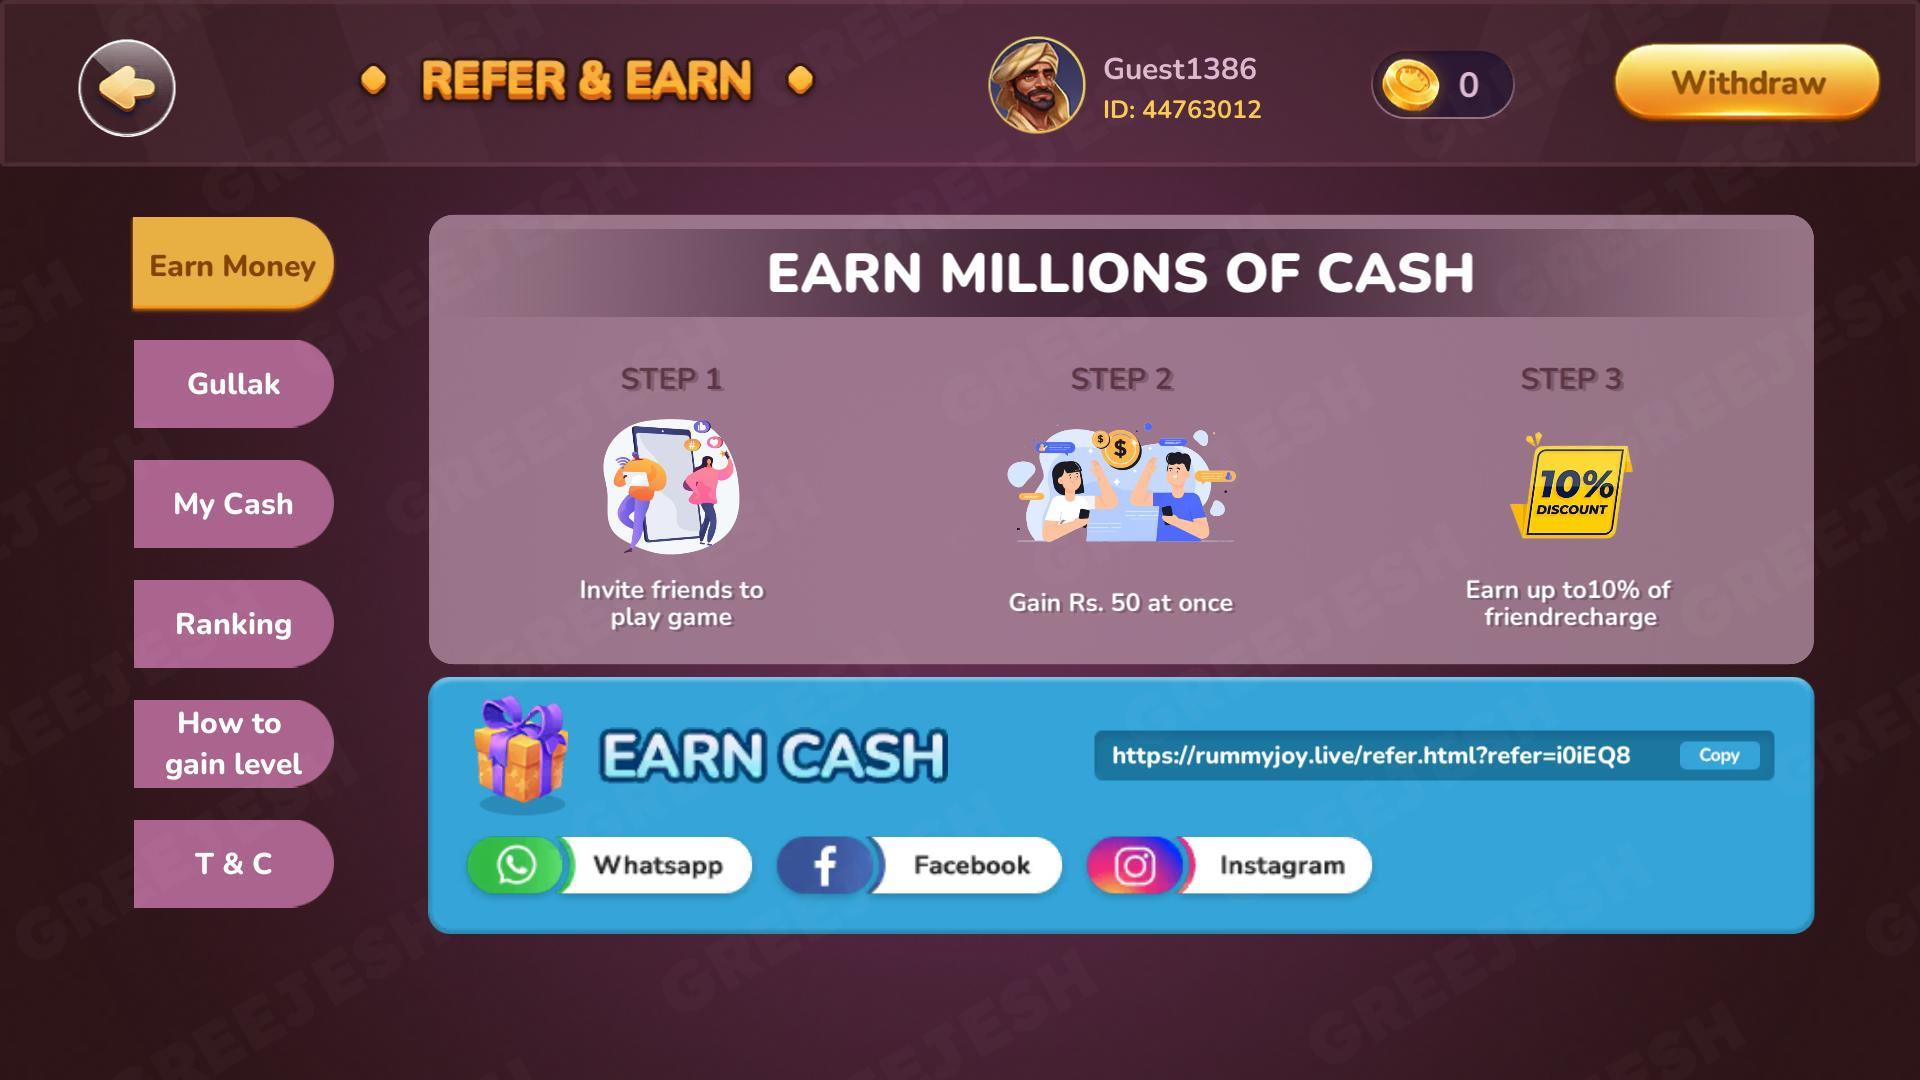 REFER & EARN
Guest1386
ID: 44763012
0
Withdraw
Earn Money
Gullak
My Cash
Ranking
How to
gain level
T & C
EARN MILLIONS OF CASH
STEP 1
Invite friends to
play game
STEP 2
$ $
Gain Rs. 50 at once
STEP 3
10%
DISCOUNT
Earn up to10% of
friendrecharge
EARN CASH
https://rummyjoy.live/refer.html?refer=i0iEQ8
Copy
Whatsapp
Facebook
Instagram
GREEJESH